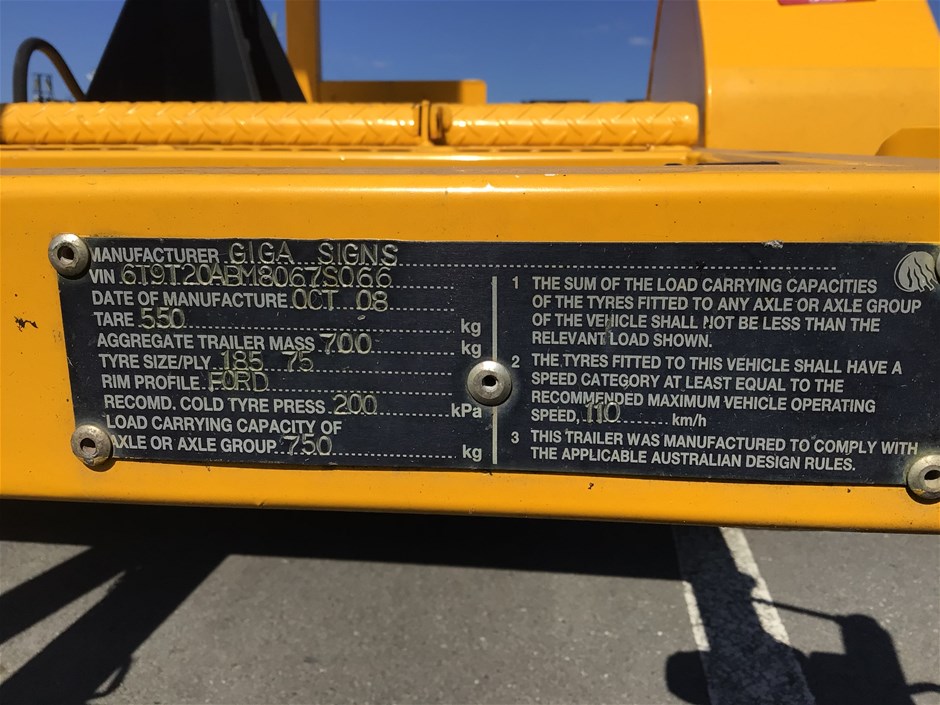 MANUFACTURER GIGA SIGNS
VIN 6T9T20ABM8067S066
DATE OF MANUFACTURE OCT 08
TARE 550 kg
AGGREGATE TRAILER MASS 700 kg
TYRE SIZE/PLY 185 75
RIM PROFILE FORD
RECOMD. COLD TYRE PRESS 200 kPa
LOAD CARRYING CAPACITY OF
AXLE OR AXLE GROUP 750 kg
1 THE SUM OF THE LOAD CARRYING CAPACITIES
OF THE TYRES FITTED TO ANY AXLE OR AXLE GROUP
OF THE VEHICLE SHALL NOT BE LESS THAN THE
RELEVANT LOAD SHOWN.
2 THE TYRES FITTED TO THIS VEHICLE SHALL HAVE A
SPEED CATEGORY AT LEAST EQUAL TO THE
RECOMMENDED MAXIMUM VEHICLE OPERATING
SPEED, 110 km/h
3 THIS TRAILER WAS MANUFACTURED TO COMPLY WITH
THE APPLICABLE AUSTRALIAN DESIGN RULES.